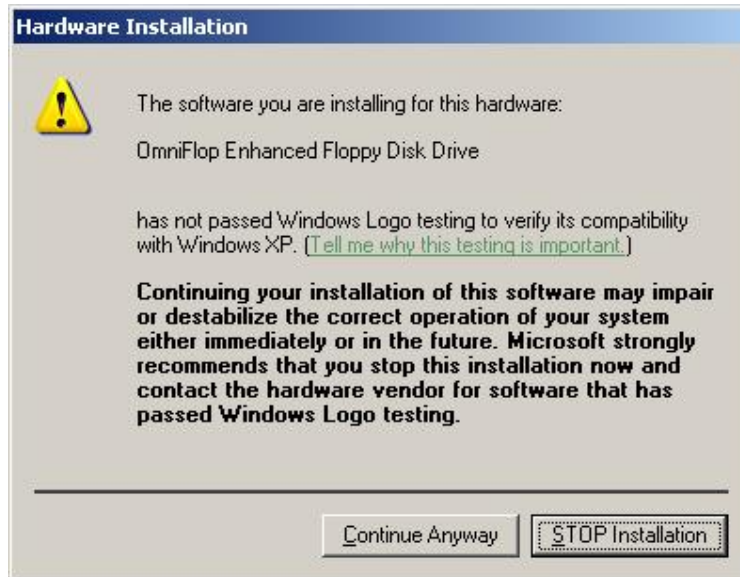 Hardware Installation
The software you are installing for this hardware:
OmniFlop Enhanced Floppy Disk Drive
has not passed Windows Logo testing to verify its compatibility
with Windows XP. (Tell me why this testing is important.)
Continuing your installation of this software may impair
or destabilize the correct operation of your system
either immediately or in the future. Microsoft strongly
recommends that you stop this installation now and
contact the hardware vendor for software that has
passed Windows Logo testing.
Continue Anyway STOP Installation